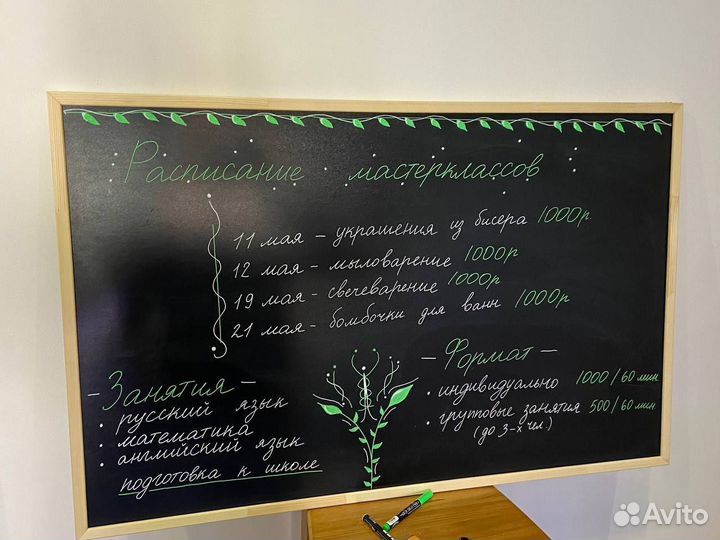 Расписание мастерклассов
11 мая - украшения из бисера 1000р.
12 мая - мыловарение 1000р
19 мая - свечеварение 1000р
21 мая - бомбочки для ванн 1000р
- Занятия -
• русский язык
• математика
• английский язык
подготовка к школе
- Формат -
• индивидуально 1000/60 мин
• групповые занятия 500/60 мин
(до 3-х чел.)
Avito